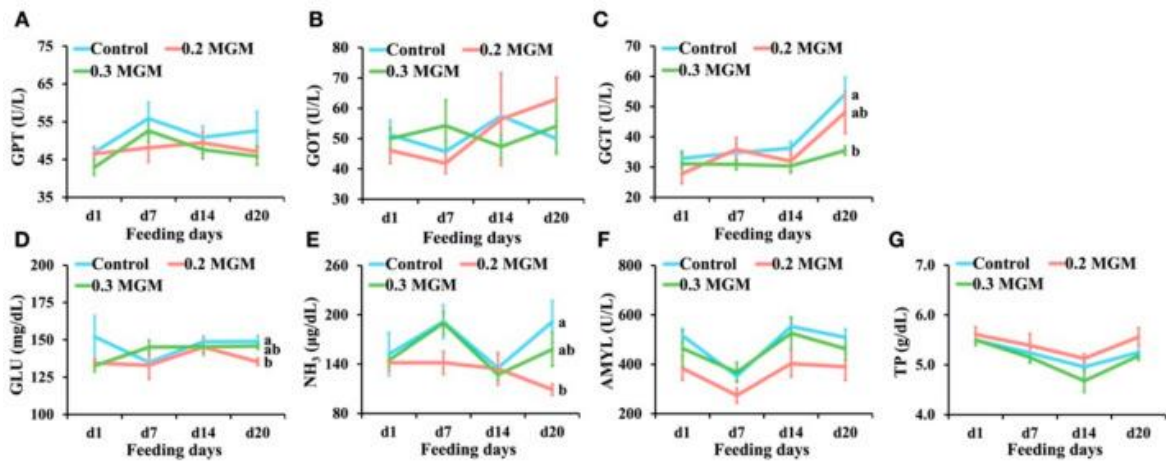 A
GPT (U/L)
75
65
55
45
35
Control 0.2 MGM
0.3 MGM
d1 d7 d14 d20
Feeding days
B
GOT (U/L)
80
70
60
50
40
30
Control 0.2 MGM
0.3 MGM
d1 d7 d14 d20
Feeding days
C
GGT (U/L)
70
60
50
40
30
20
Control 0.2 MGM
0.3 MGM
a
ab
b
d1 d7 d14 d20
Feeding days
D
GLU (mg/dL)
200
175
150
125
100
Control 0.2 MGM
0.3 MGM
a
ab
b
d1 d7 d14 d20
Feeding days
E
NH₃ (µg/dL)
260
200
140
80
Control 0.2 MGM
0.3 MGM
a
ab
b
d1 d7 d14 d20
Feeding days
F
AMYL (U/L)
800
600
400
200
Control 0.2 MGM
0.3 MGM
d1 d7 d14 d20
Feeding days
G
TP (g/dL)
7.0
6.0
5.0
4.0
Control 0.2 MGM
0.3 MGM
d1 d7 d14 d20
Feeding days